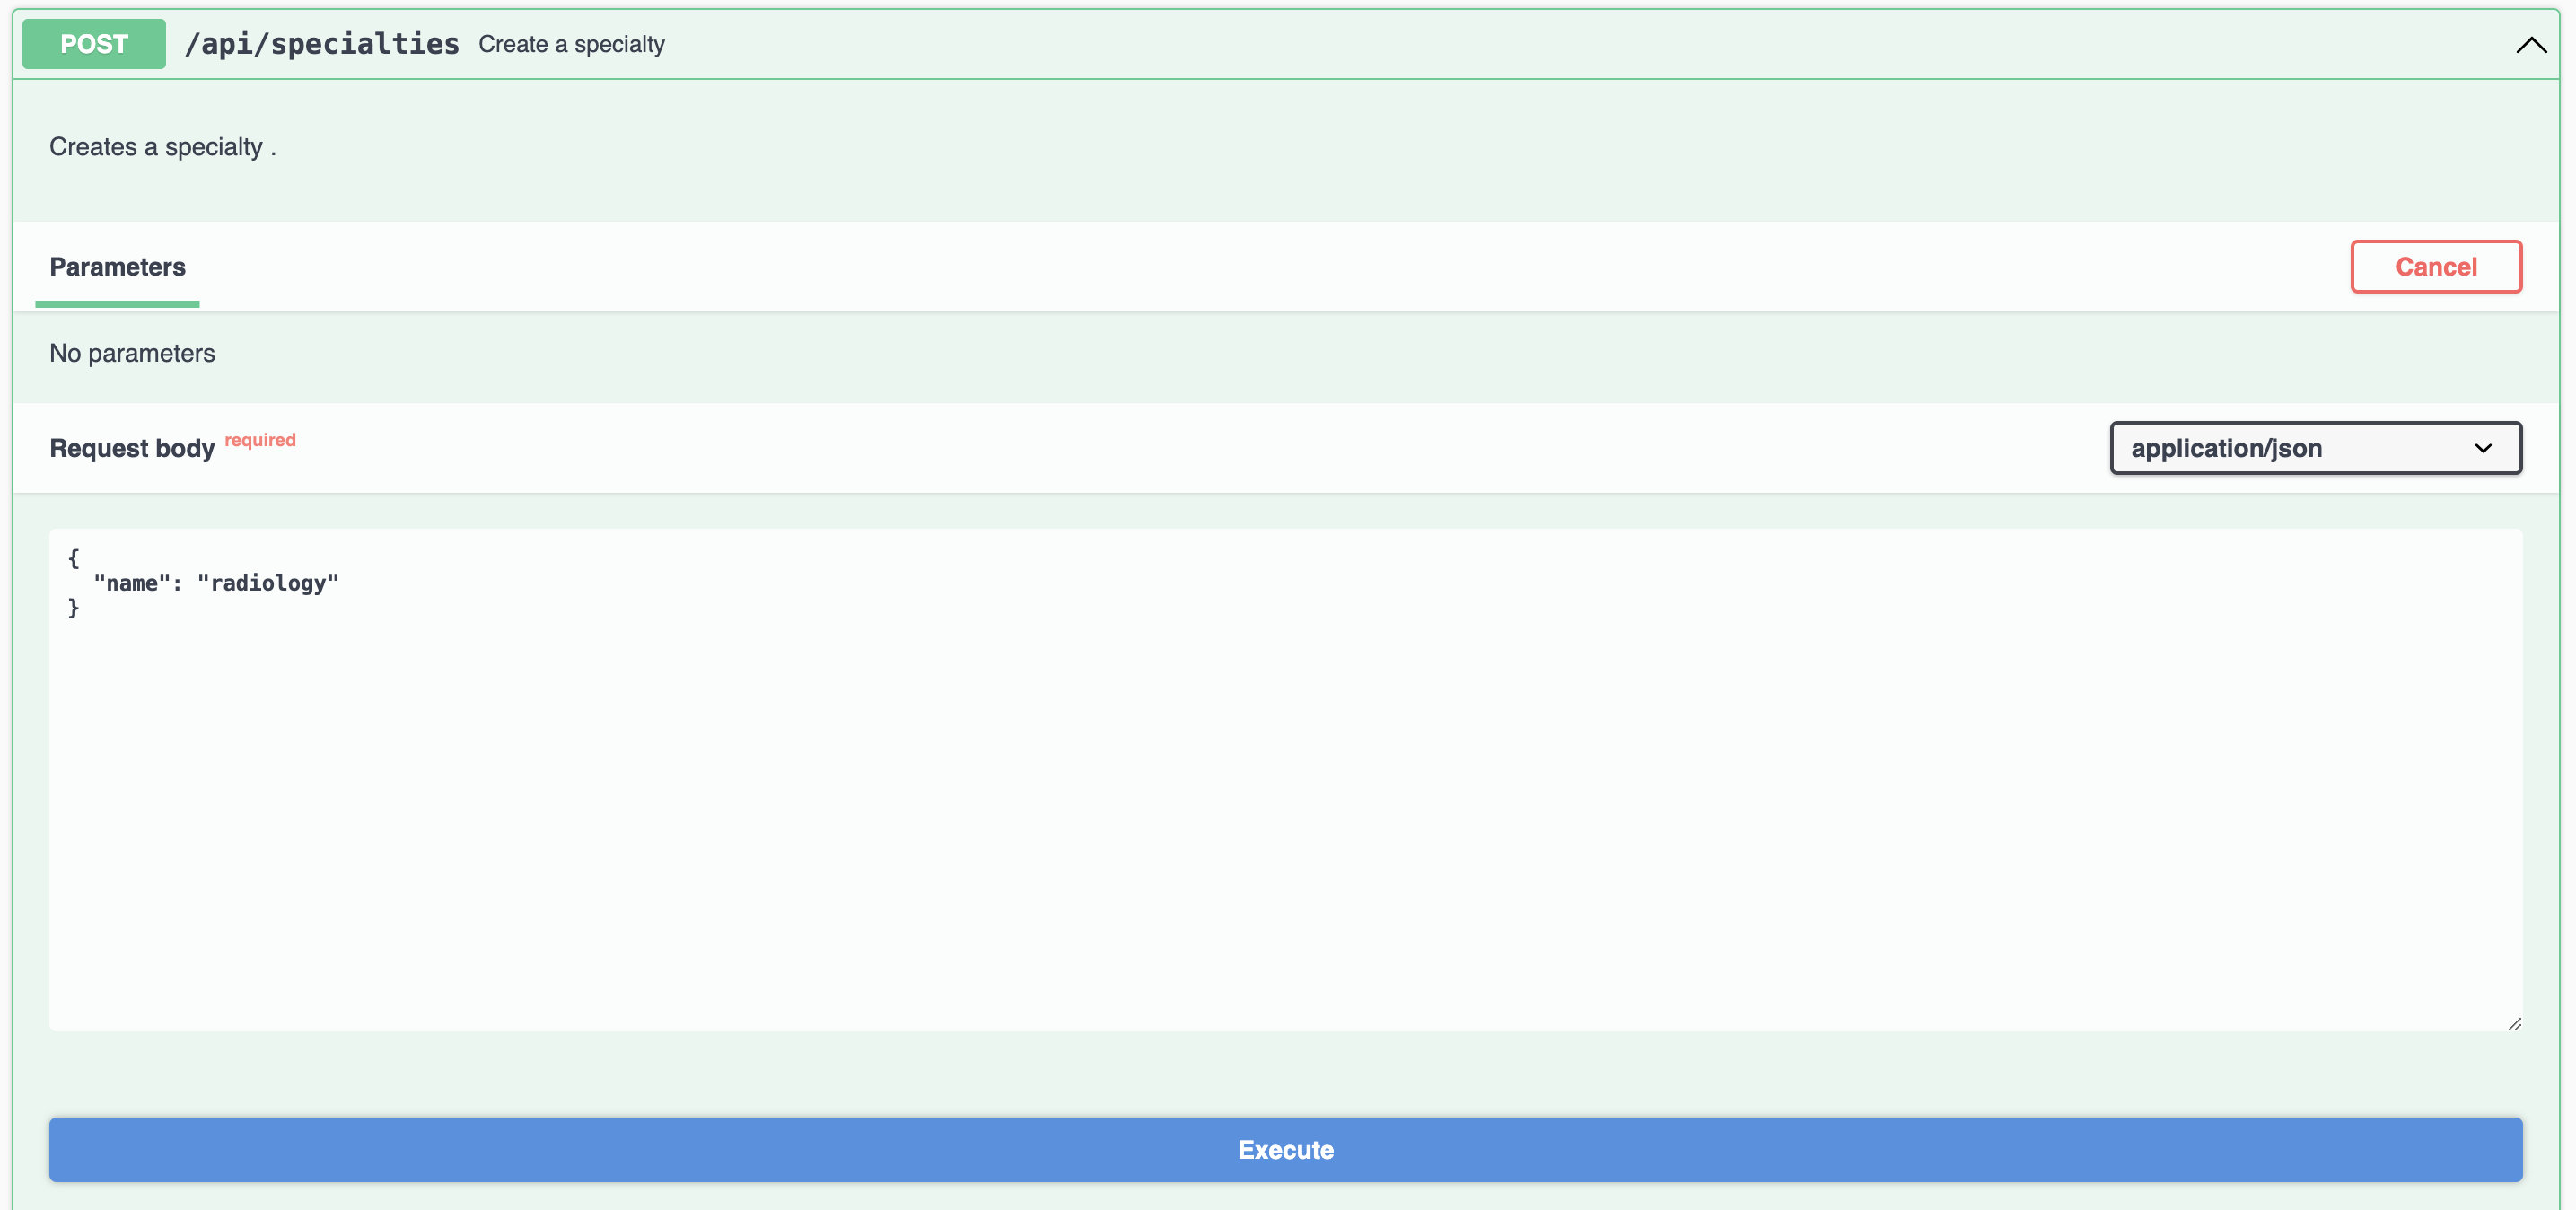 POST /api/specialties Create a specialty
Creates a specialty .
Parameters Cancel
No parameters
Request body required application/json
{
  "name": "radiology"
}
Execute